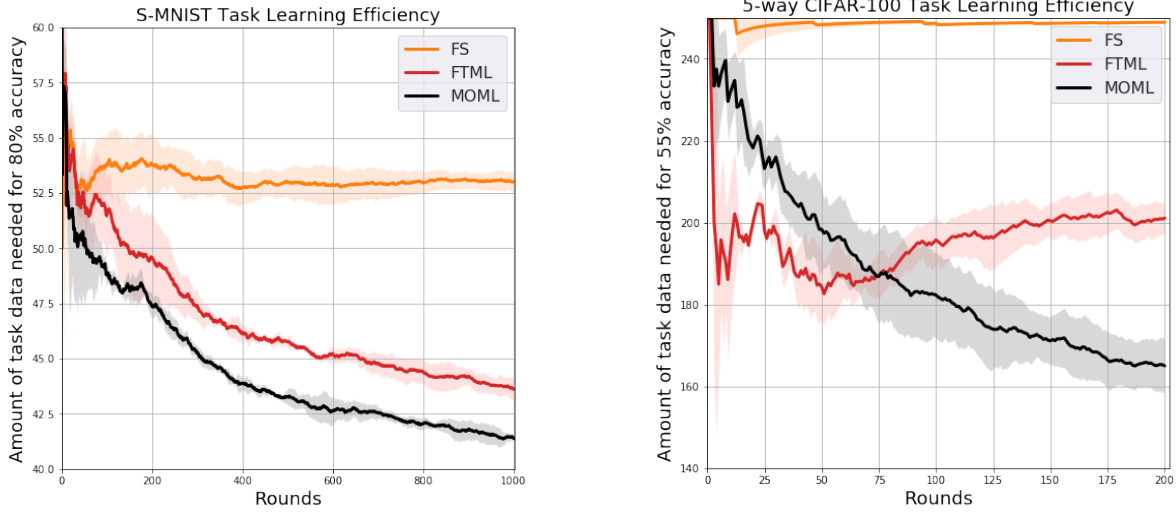 S-MNIST Task Learning Efficiency
Amount of task data needed for 80% accuracy
60.0
57.5
55.0
52.5
50.0
47.5
45.0
42.5
40.0
FS
FTML
MOML
0
200
400
600
800
1000
Rounds
5-way CIFAR-100 Task Learning Efficiency
Amount of task data needed for 55% accuracy
240
220
200
180
160
140
FS
FTML
MOML
0
25
50
75
100
125
150
175
200
Rounds